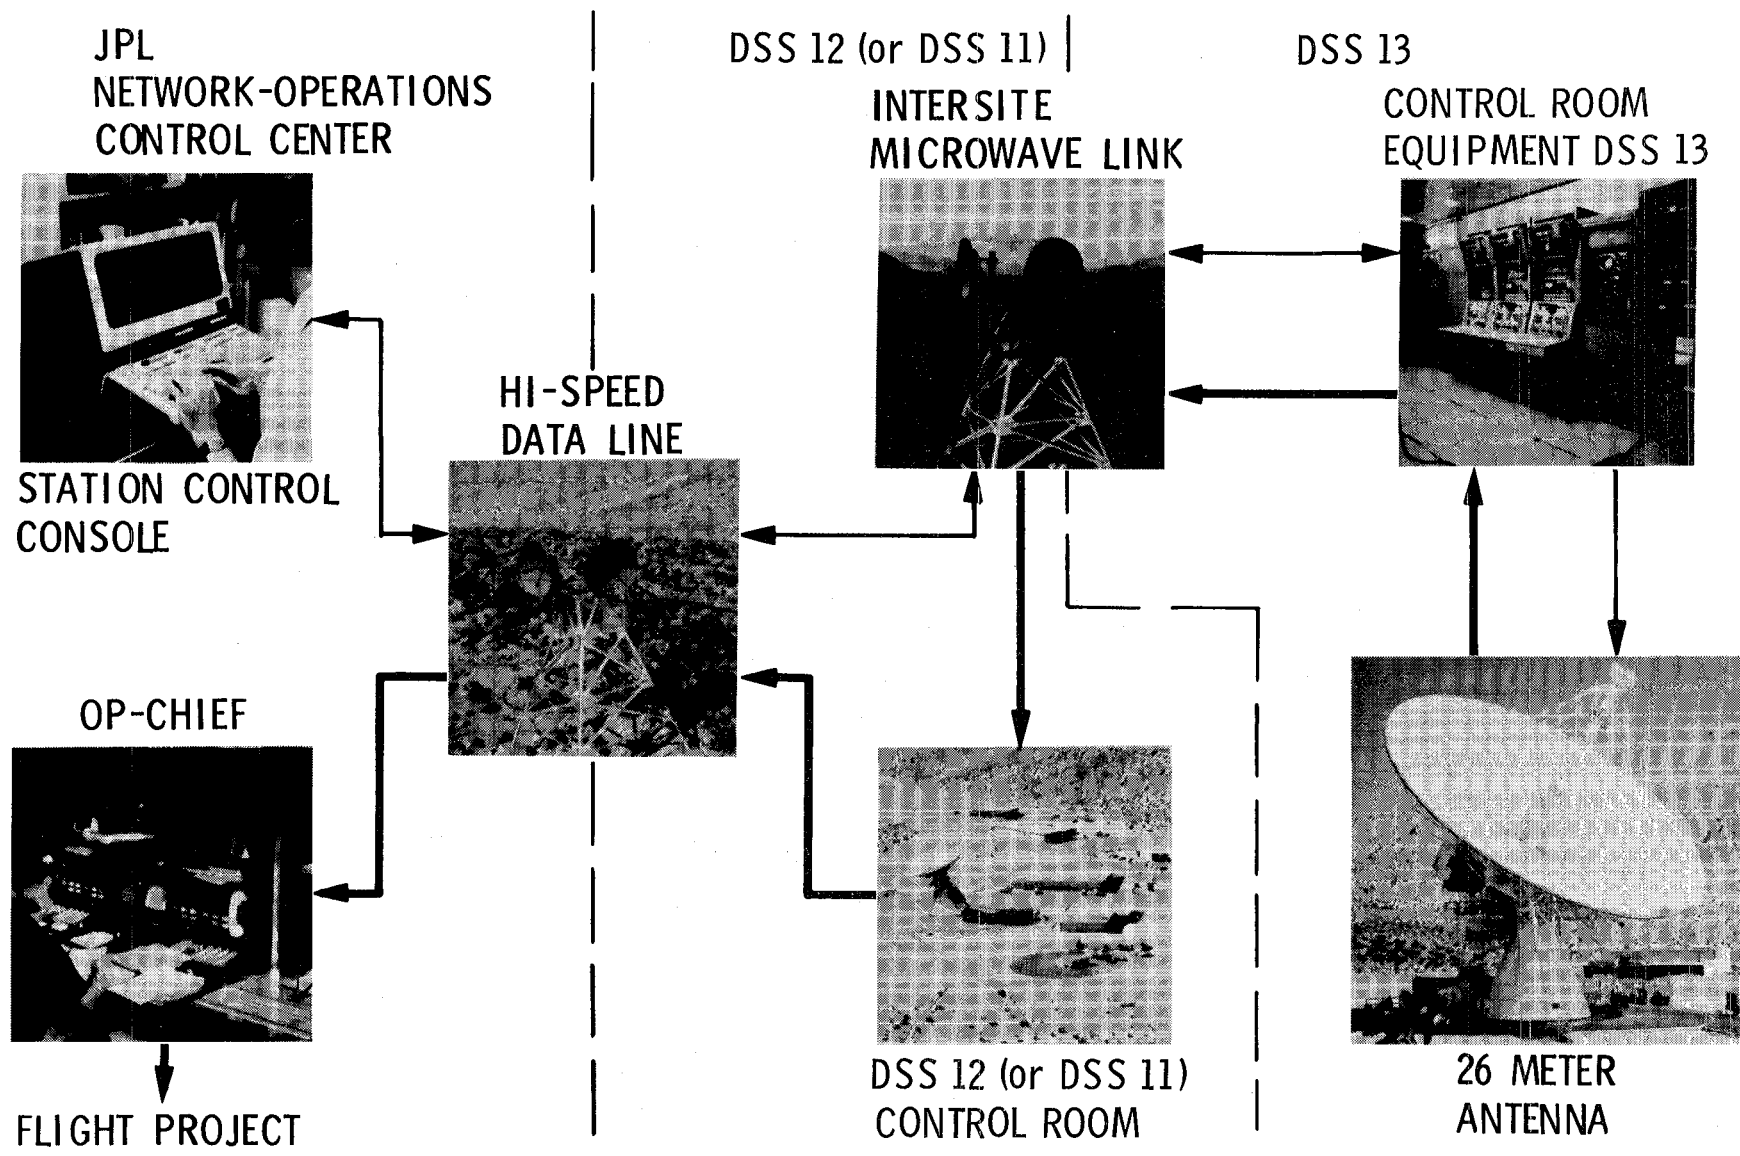 JPL
NETWORK-OPERATIONS
CONTROL CENTER
STATION CONTROL
CONSOLE
OP-CHIEF
FLIGHT PROJECT
HI-SPEED
DATA LINE
DSS 12 (or DSS 11)
INTERSITE
MICROWAVE LINK
DSS 12 (or DSS 11)
CONTROL ROOM
DSS 13
CONTROL ROOM
EQUIPMENT DSS 13
26 METER
ANTENNA